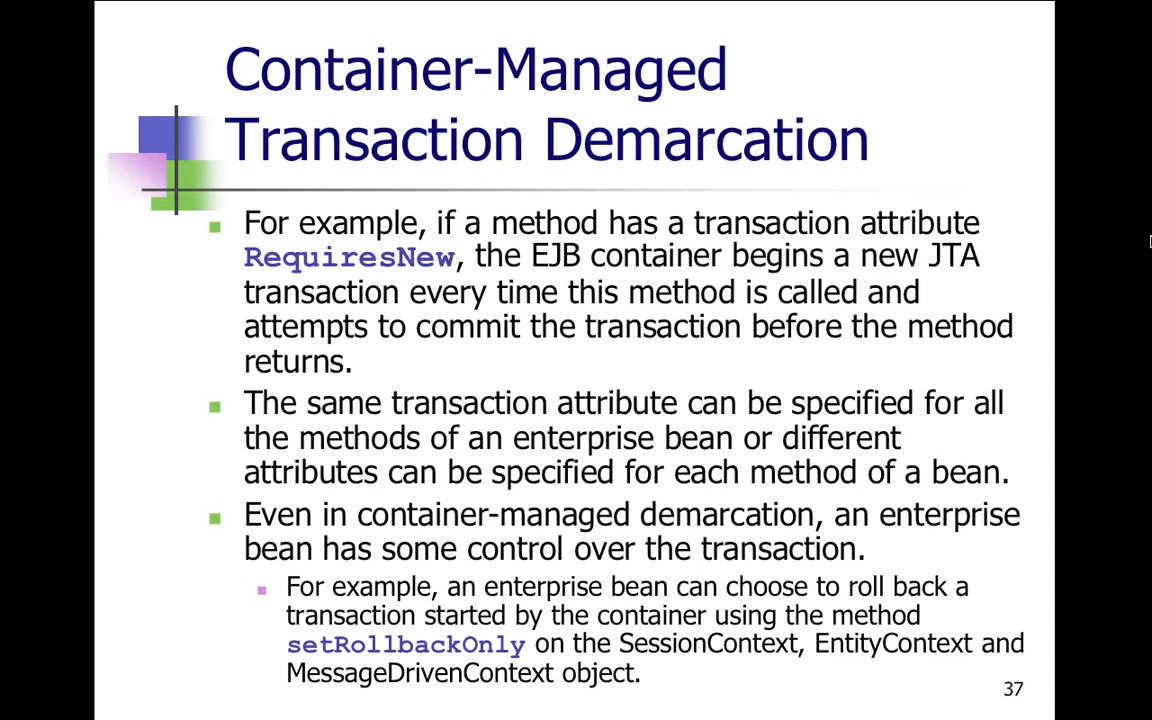 Container-Managed
Transaction Demarcation
For example, if a method has a transaction attribute
RequiresNew, the EJB container begins a new JTA
transaction every time this method is called and
attempts to commit the transaction before the method
returns.
The same transaction attribute can be specified for all
the methods of an enterprise bean or different
attributes can be specified for each method of a bean.
Even in container-managed demarcation, an enterprise
bean has some control over the transaction.
For example, an enterprise bean can choose to roll back a
transaction started by the container using the method
setRollbackOnly on the SessionContext, EntityContext and
MessageDrivenContext object.
37